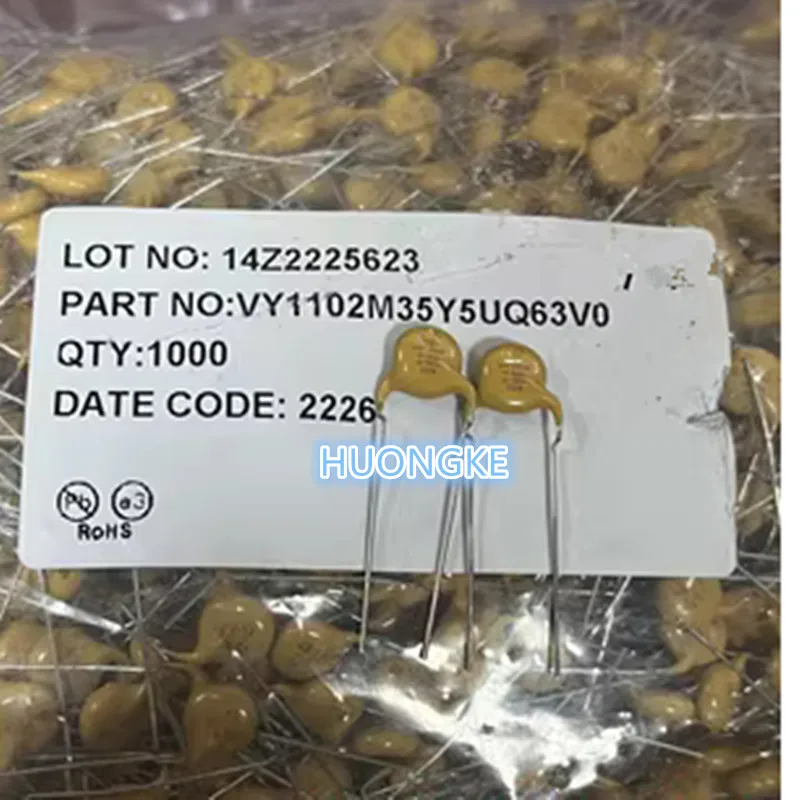 LOT NO: 14Z2225623
PART NO:VY1102M35Y5UQ63V0
QTY:1000
DATE CODE: 2226
HUONGKE
Pb e3
RoHS